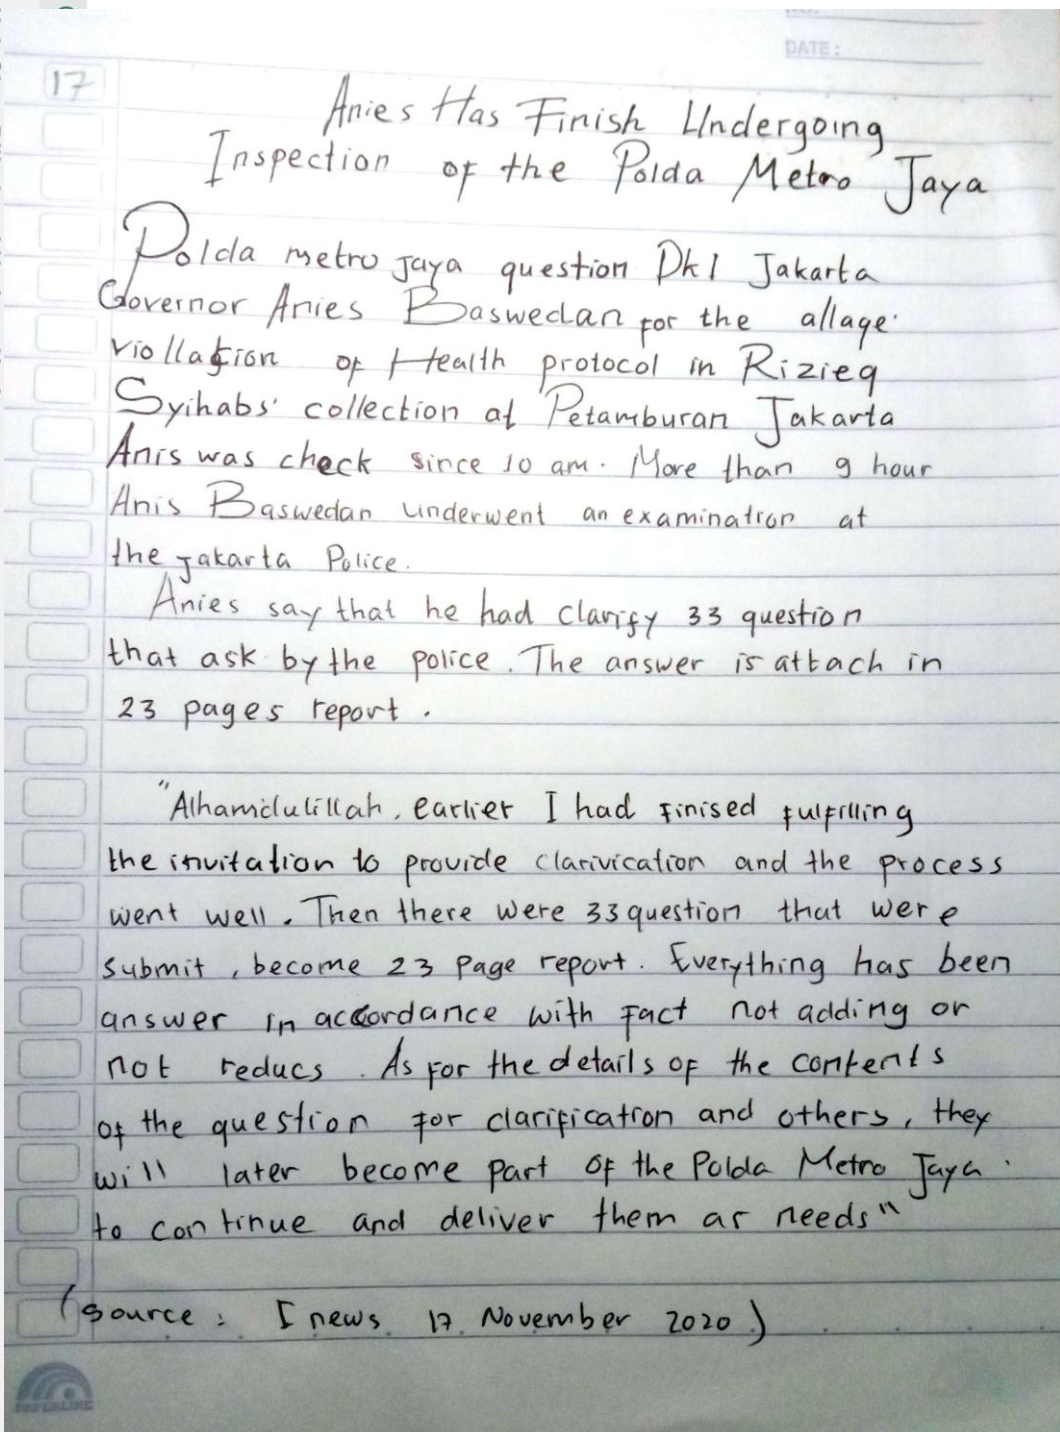 DATE:
17
Anies Has Finish Undergoing
Inspection of the Polda Metro Jaya
Polda metro jaya question Dk1 Jakarta
Governor Anies Baswedan for the allage
viollation of Health protocol in Rizieq
Syihabs' collection at Petamburan Jakarta
Anis was check since 10 am. More than 9 hour
Anis Baswedan underwent an examination at
the Jakarta Police.
Anies say that he had clarify 33 question
that ask by the police. The answer is attach in
23 pages report.
"Alhamdulillah, earlier I had finised fulfilling
the invitation to provide clarivication and the process
went well. Then there were 33 question that were
submit, become 23 page report. Everything has been
answer in accordance with fact not adding or
not reducs. As for the details of the contents
of the question for clarification and others, they
will later become part of the Polda Metro Jaya.
to continue and deliver them as needs"
(source: I news 17 November 2020)
PAPERLINE